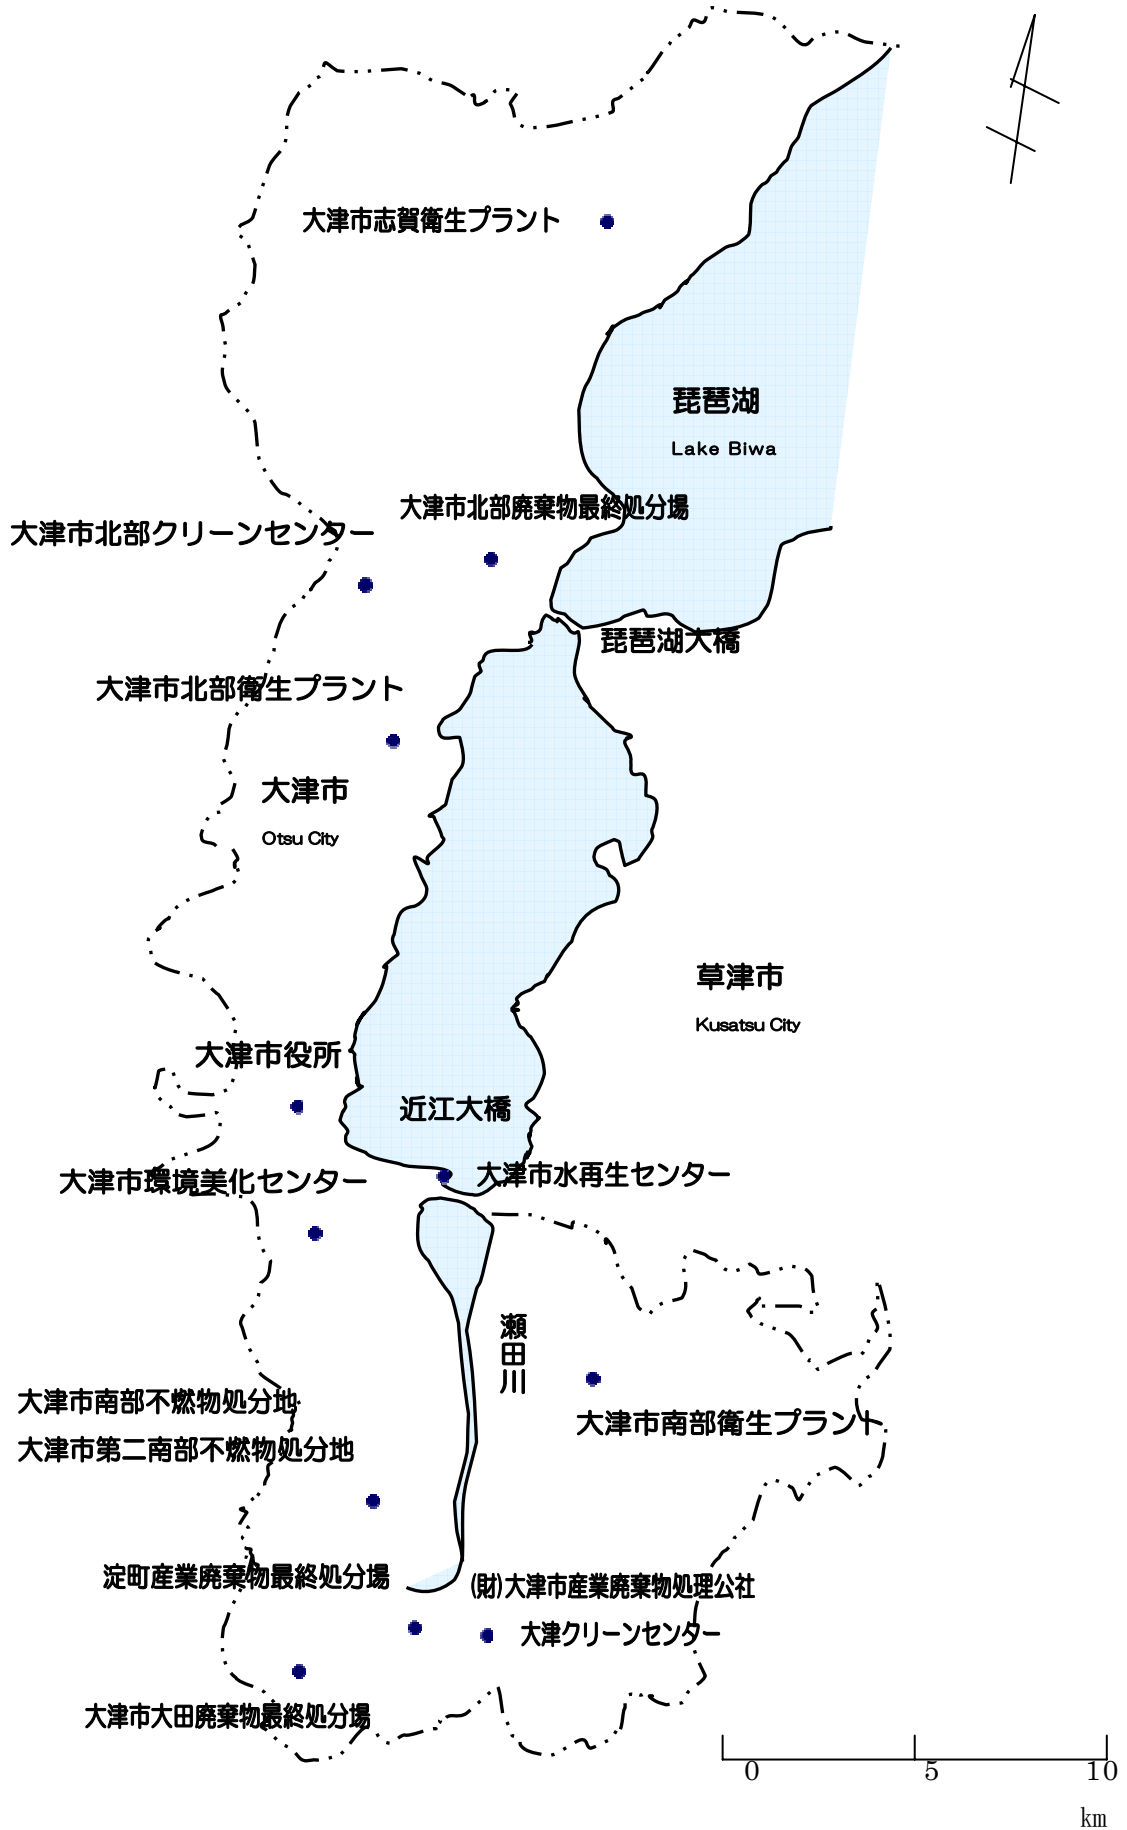 大津市志賀衛生プラント
琵琶湖
Lake Biwa
大津市北部廃棄物最終処分場
大津市北部クリーンセンター
琵琶湖大橋
大津市北部衛生プラント
大津市
Otsu City
草津市
Kusatsu City
大津市役所
近江大橋
大津市水再生センター
大津市環境美化センター
瀬田川
大津市南部不燃物処分地
大津市南部衛生プラント
大津市第二南部不燃物処分地
淀町産業廃棄物最終処分場
(財)大津市産業廃棄物処理公社
大津クリーンセンター
大津市大田廃棄物最終処分場
0 5 10
km